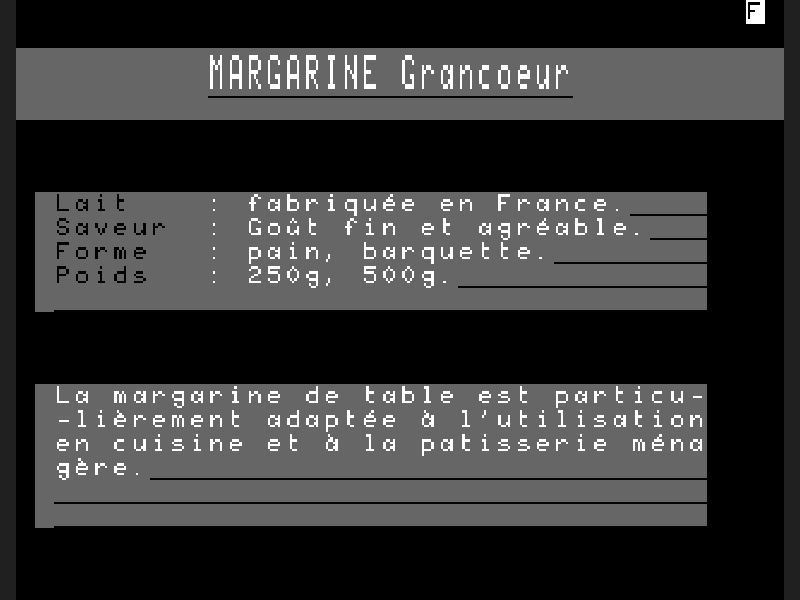 F
MARGARINE Grancoeur
Lait : fabriquée en France.
Saveur : Goût fin et agréable.
Forme : pain, barquette.
Poids : 250g, 500g.
La margarine de table est particu-
-lièrement adaptée à l'utilisation
en cuisine et à la patisserie ména
gère.